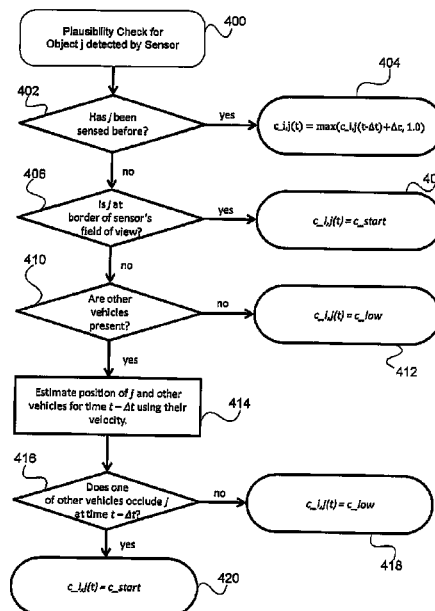 Plausibility Check for
Object j detected by Sensor
400
402
Has j been
sensed before?
yes
404
c_i,j(t) = max(c_i,j(t-Δt)+Δc, 1.0)
no
406
Is j at
border of sensor's
field of view?
yes
40
c_i,j(t) = c_start
no
410
Are other
vehicles
present?
no
c_i,j(t) = c_low
412
yes
Estimate position of j and other
vehicles for time t – Δt using their
velocity.
414
416
Does one
of other vehicles occlude j
at time t – Δt?
no
c_i,j(t) = c_low
418
yes
c_i,j(t) = c_start
420